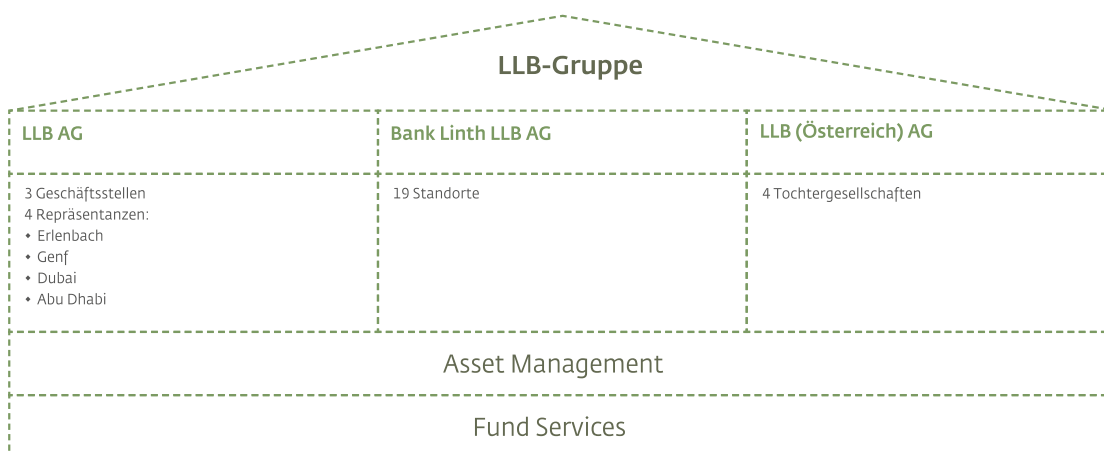 LLB-Gruppe
LLB AG
Bank Linth LLB AG
LLB (Österreich) AG
3 Geschäftsstellen
4 Repräsentanzen:
• Erlenbach
• Genf
• Dubai
• Abu Dhabi
19 Standorte
4 Tochtergesellschaften
Asset Management
Fund Services